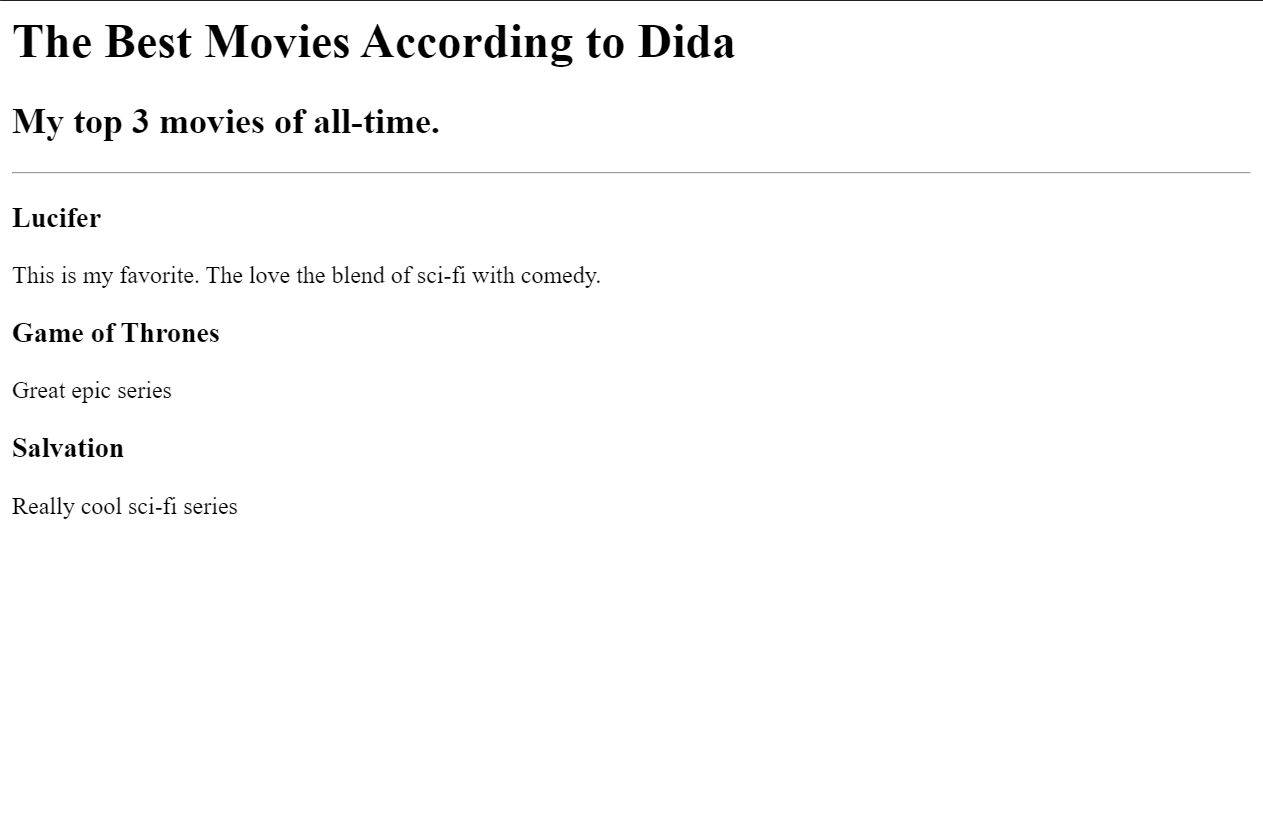 The Best Movies According to Dida
My top 3 movies of all-time.
Lucifer
This is my favorite. The love the blend of sci-fi with comedy.
Game of Thrones
Great epic series
Salvation
Really cool sci-fi series